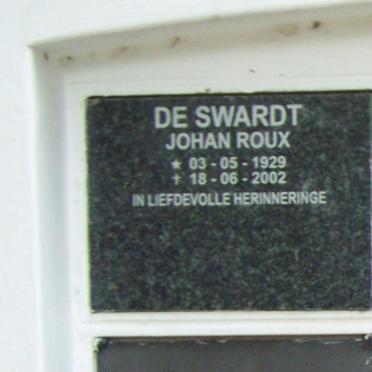 DE SWARDT
JOHAN ROUX
★ 03 - 05 - 1929
✝ 18 - 06 - 2002
IN LIEFDEVOLLE HERINNERINGE